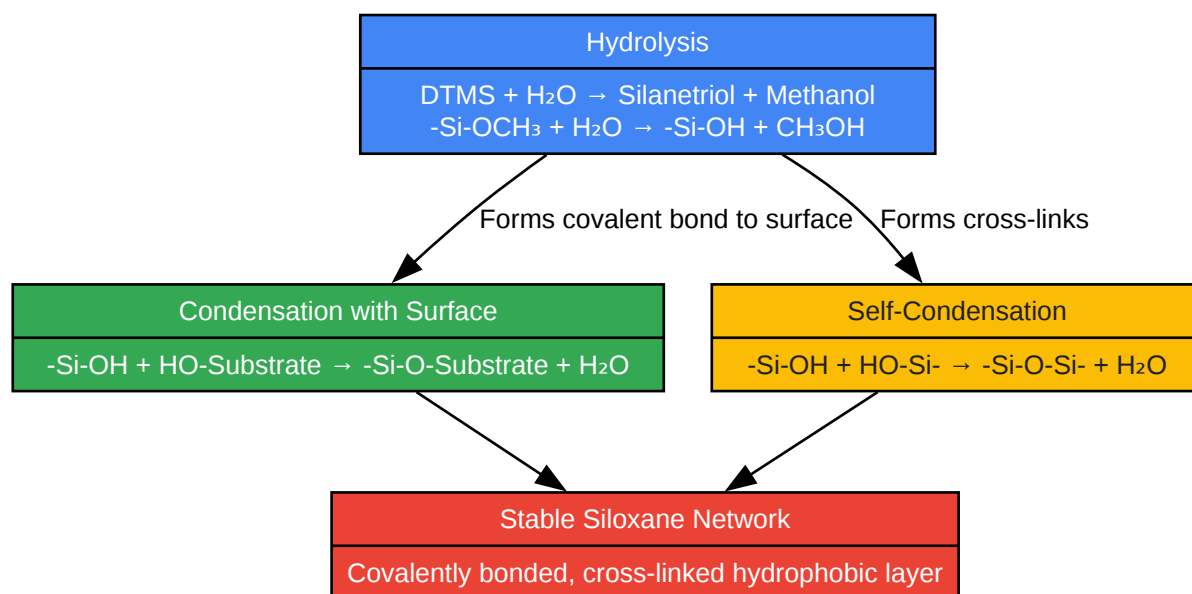 Hydrolysis
DTMS + H₂O → Silanetriol + Methanol
-Si-OCH₃ + H₂O → -Si-OH + CH₃OH
Forms covalent bond to surface
Forms cross-links
Condensation with Surface
-Si-OH + HO-Substrate → -Si-O-Substrate + H₂O
Self-Condensation
-Si-OH + HO-Si- → -Si-O-Si- + H₂O
Stable Siloxane Network
Covalently bonded, cross-linked hydrophobic layer